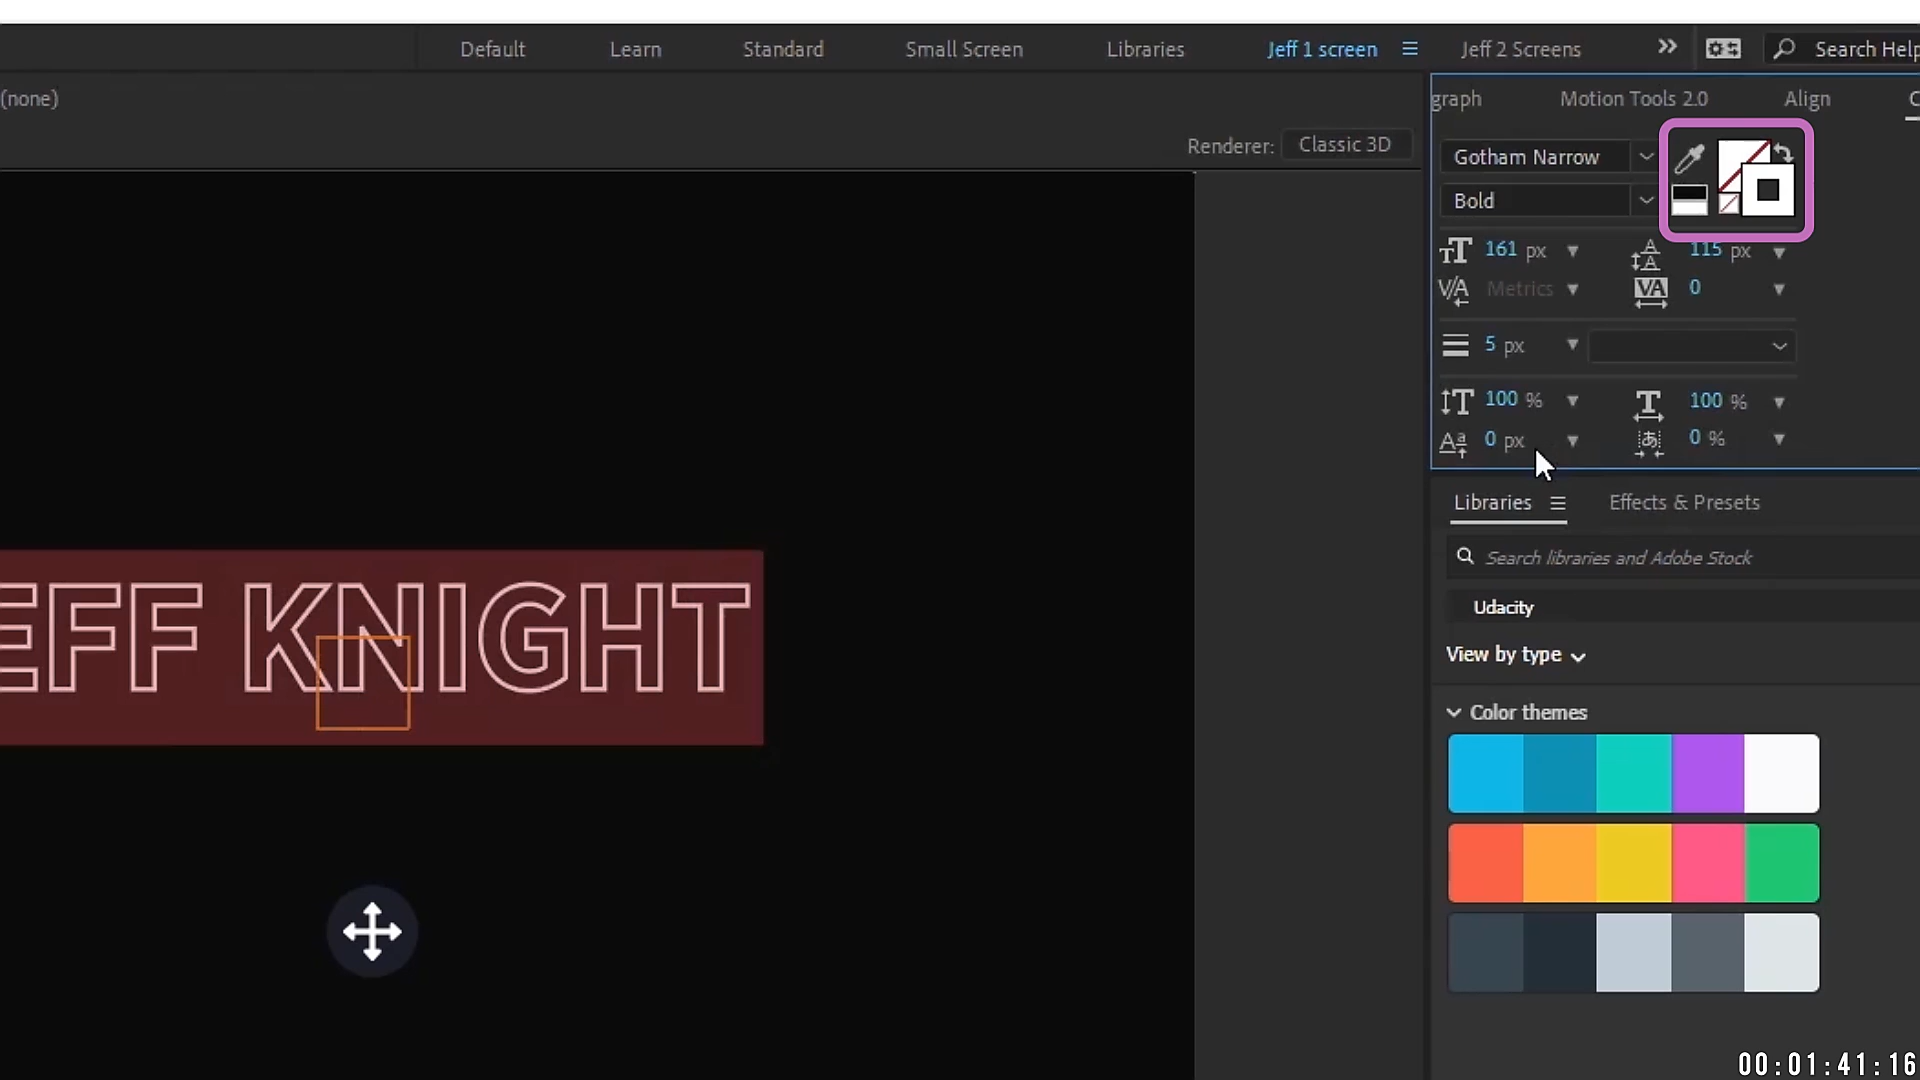 Default Learn Standard Small Screen Libraries Jeff 1 screen Jeff 2 Screens Search Help
(none)
graph Motion Tools 2.0 Align
Renderer: Classic 3D
Gotham Narrow
Bold
161 px 115 px
Metrics 0
5 px
100 % 100 %
0 px 0 %
Libraries Effects & Presets
Search libraries and Adobe Stock
EFF KNIGHT
Udacity
View by type
Color themes
00:01:41:16